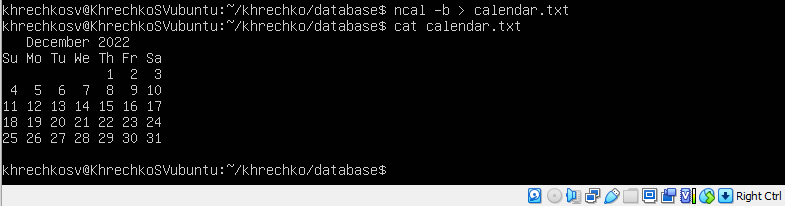 khrechkosv@KhrechkoSVubuntu:~/khrechko/database$ ncal -b > calendar.txt
khrechkosv@KhrechkoSVubuntu:~/khrechko/database$ cat calendar.txt
   December 2022
Su Mo Tu We Th Fr Sa
             1  2  3
 4  5  6  7  8  9 10
11 12 13 14 15 16 17
18 19 20 21 22 23 24
25 26 27 28 29 30 31
khrechkosv@KhrechkoSVubuntu:~/khrechko/database$
Right Ctrl